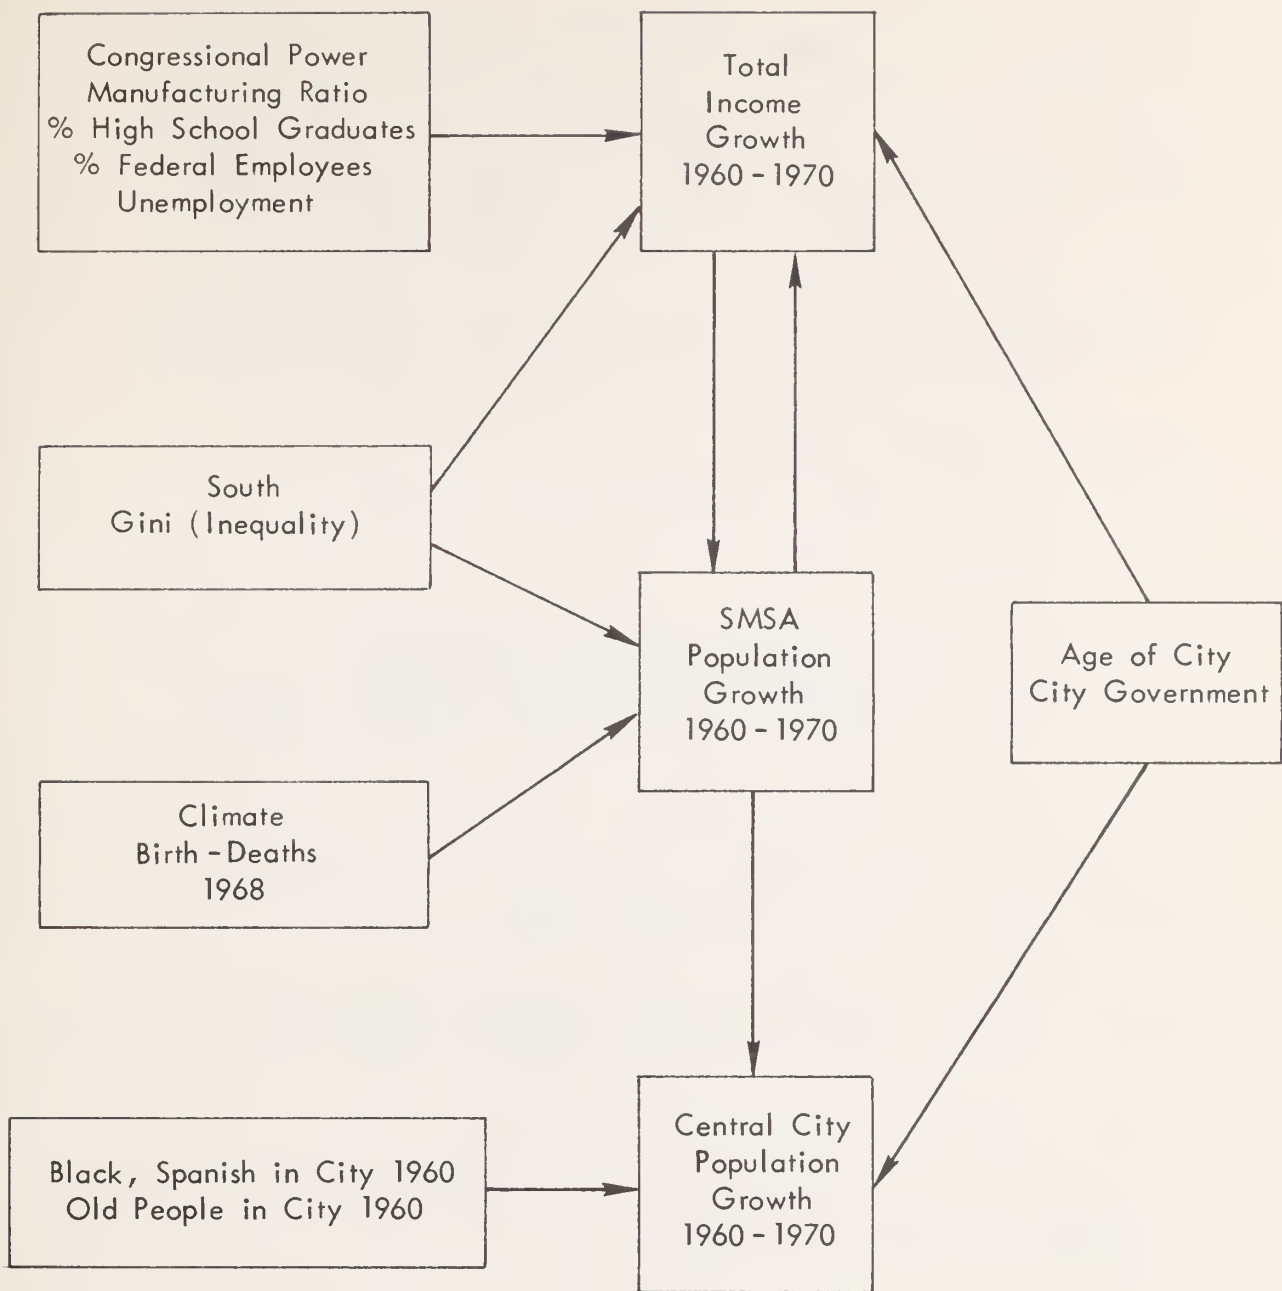 Congressional Power
Manufacturing Ratio
% High School Graduates
% Federal Employees
Unemployment
Total
Income
Growth
1960 - 1970
South
Gini (Inequality)
SMSA
Population
Growth
1960 - 1970
Age of City
City Government
Climate
Birth - Deaths
1968
Black, Spanish in City 1960
Old People in City 1960
Central City
Population
Growth
1960 - 1970